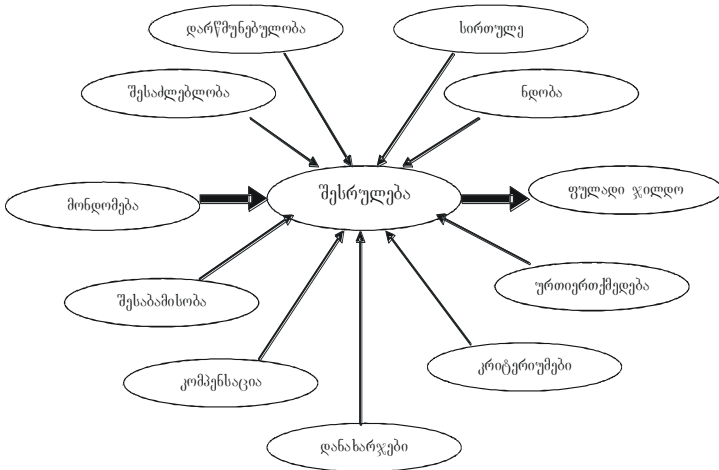 დარწმუნებულობა
სირთულე
შესაძლებლობა
ნდობა
მონდომება
შესრულება
ფულადი ჯილდო
შესაბამისობა
ურთიერთქმედება
კომპენსაცია
კრიტერიუმები
დანახარჯები